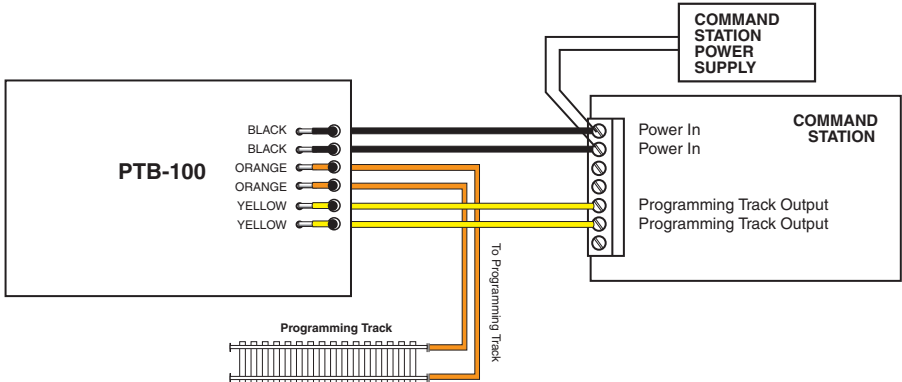 COMMAND
STATION
POWER
SUPPLY
PTB-100
BLACK
BLACK
ORANGE
ORANGE
YELLOW
YELLOW
Power In
Power In
Programming Track Output
Programming Track Output
COMMAND
STATION
To Programming Track
Programming Track